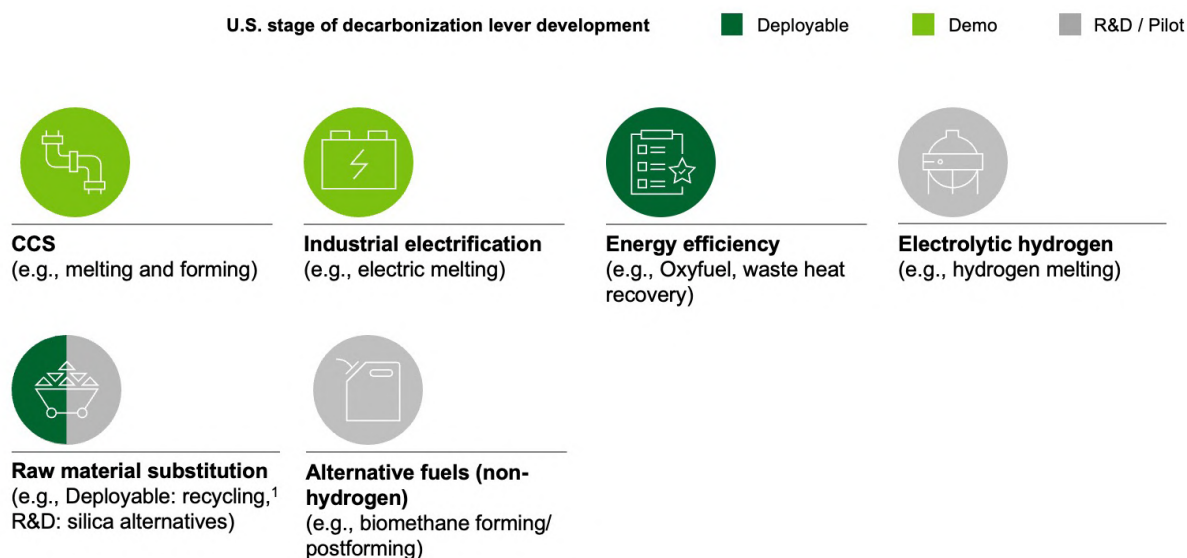 U.S. stage of decarbonization lever development
Deployable
Demo
R&D / Pilot
CCS
(e.g., melting and forming)
Industrial electrification
(e.g., electric melting)
Energy efficiency
(e.g., Oxyfuel, waste heat
recovery)
Electrolytic hydrogen
(e.g., hydrogen melting)
Raw material substitution
(e.g., Deployable: recycling,¹
R&D: silica alternatives)
Alternative fuels (non-
hydrogen)
(e.g., biomethane forming/
postforming)